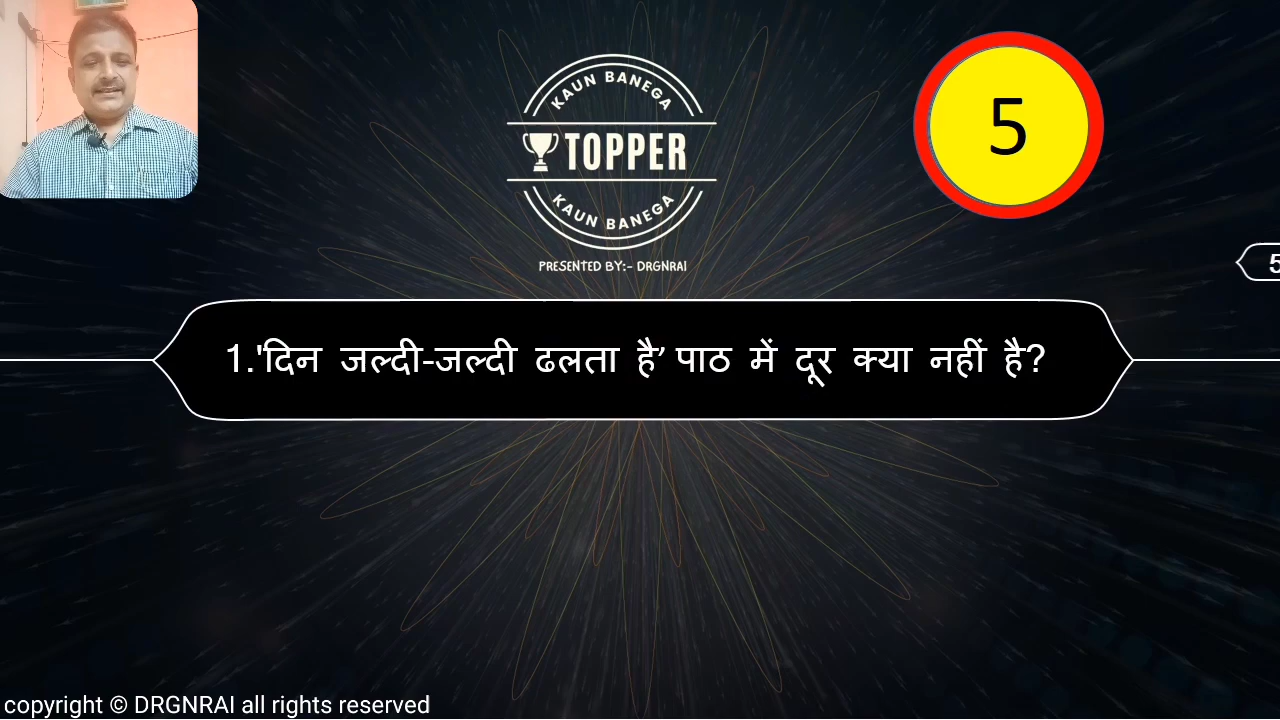 KAUN BANEGA
TOPPER
KAUN BANEGA
PRESENTED BY:- DRGNRAI
5
5
1.'दिन जल्दी-जल्दी ढलता है’ पाठ में दूर क्या नहीं है?
copyright © DRGNRAI all rights reserved